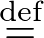 def
=